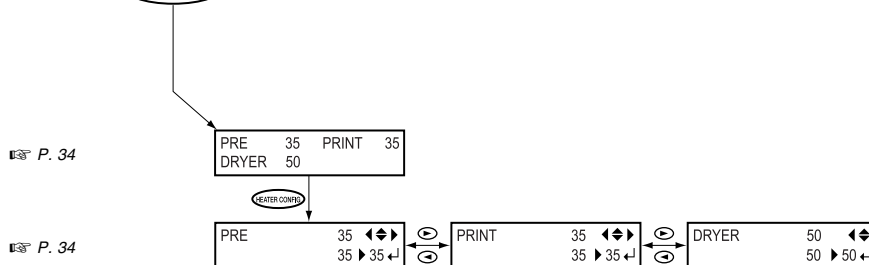 ☞ P. 34
PRE 35 PRINT 35
DRYER 50
HEATER CONFIG
☞ P. 34
PRE 35 ◀◆▶
35 ▶ 35 ↵
PRINT 35 ◀◆▶
35 ▶ 35 ↵
DRYER 50 ◀◆
50 ▶ 50 ↵